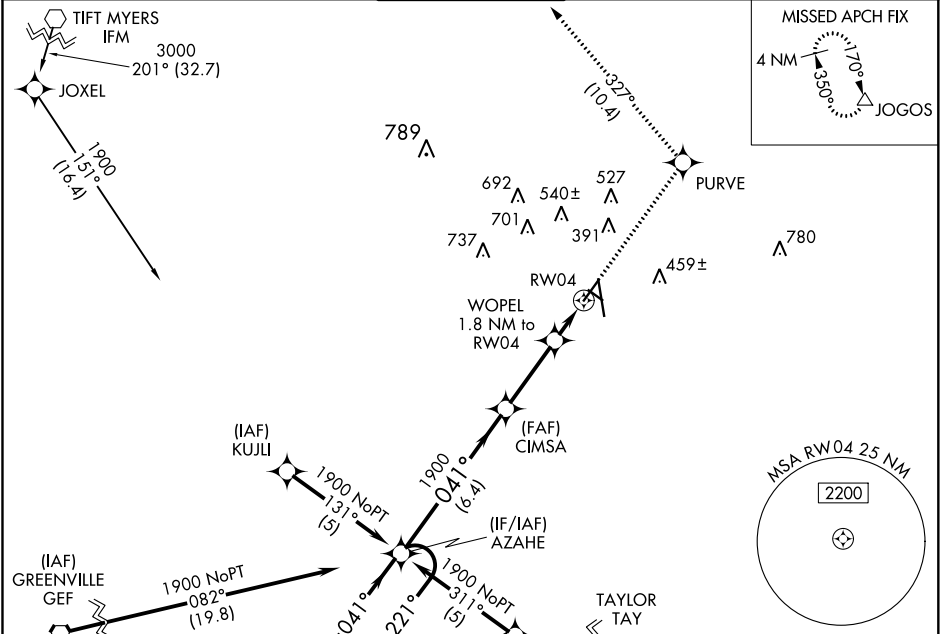 TIFT MYERS
IFM
3000
201° (32.7)
JOXEL
1900
151°
(16.4)
MISSED APCH FIX
4 NM
170°
350°
JOGOS
327°
(10.4)
PURVE
789
692
540±
527
701
391
737
459±
780
RW04
WOPEL
1.8 NM to
RW04
(FAF)
CIMSA
(IAF)
KUJLI
1900 NoPT
131°
(5)
1900
041°
(6.4)
(IF/IAF)
AZAHE
MSA RW04 25 NM
2200
(IAF)
GREENVILLE
GEF
1900 NoPT
082°
(19.8)
041°
221°
1900 NoPT
311°
(5)
TAYLOR
TAY